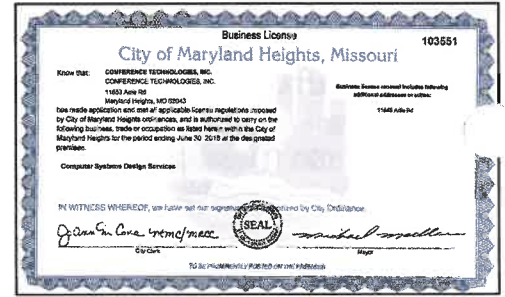 Business License
103551
City of Maryland Heights, Missouri
Know that: CONFERENCE TECHNOLOGIES, INC.
CONFERENCE TECHNOLOGIES, INC.
11653 Adie Rd
Maryland Heights, MO 63043
Business license renewal includes following
additional addresses or suites:
11648 Adie Rd
has made application and met all applicable license regulations imposed
by City of Maryland Heights ordinances, and is authorized to carry on the
following business, trade or occupation as listed herein within the City of
Maryland Heights for the period ending June 30, 2018 at the designated
premises.
Computer Systems Design Services
IN WITNESS WHEREOF, we have set our signatures authorized by City Ordinance.
SEAL
City Clerk
Mayor
TO BE PROMINENTLY POSTED ON THE PREMISES